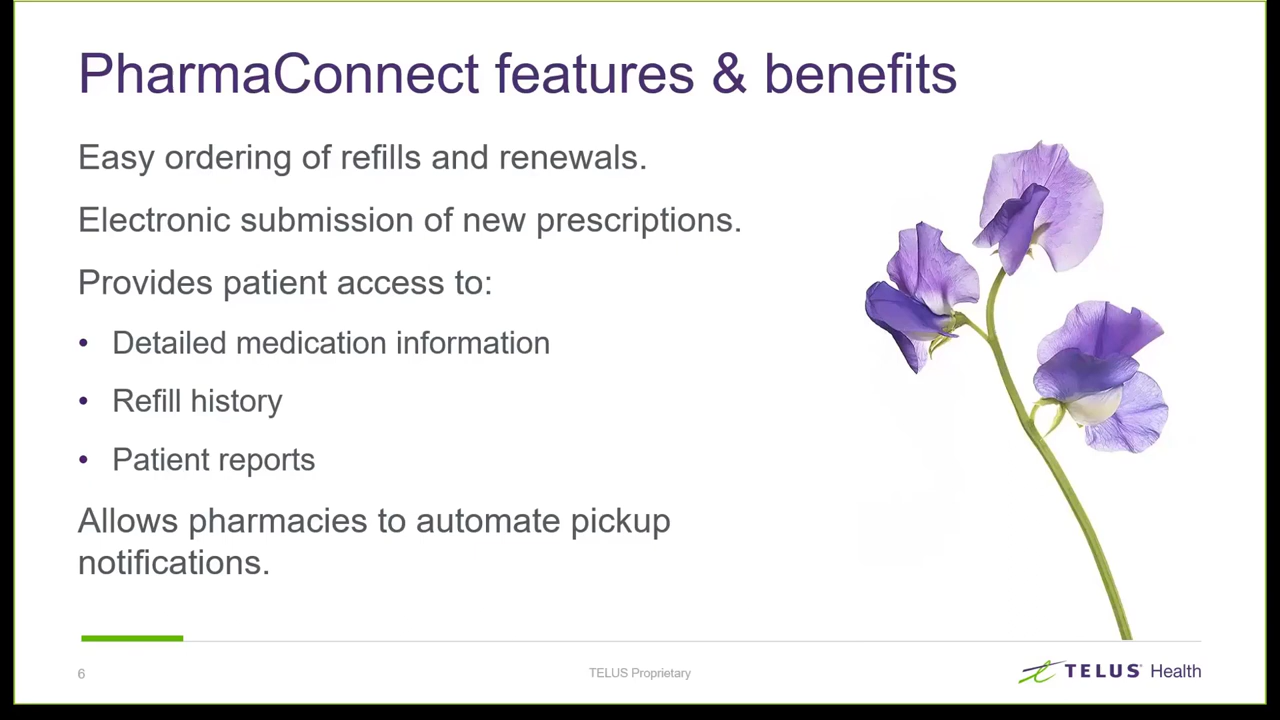 PharmaConnect features & benefits
Easy ordering of refills and renewals.
Electronic submission of new prescriptions.
Provides patient access to:
• Detailed medication information
• Refill history
• Patient reports
Allows pharmacies to automate pickup
notifications.
6
TELUS Proprietary
TELUS® Health